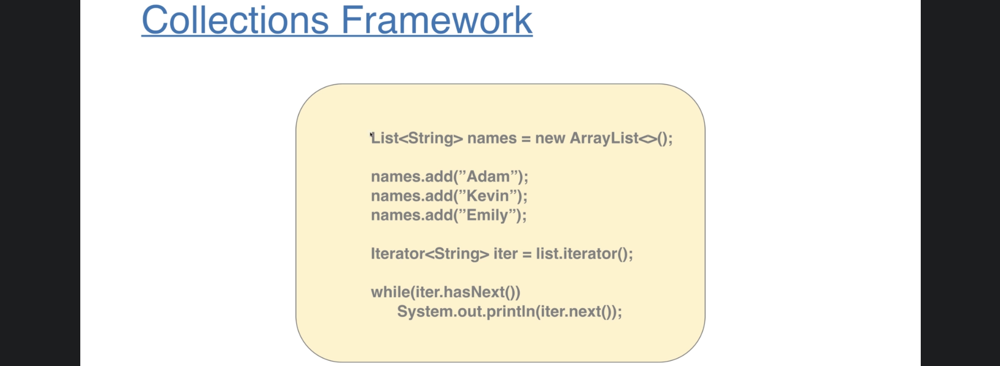 Collections Framework
List<String> names = new ArrayList<>();
names.add(”Adam”);
names.add(”Kevin”);
names.add(”Emily”);
Iterator<String> iter = list.iterator();
while(iter.hasNext())
System.out.println(iter.next());